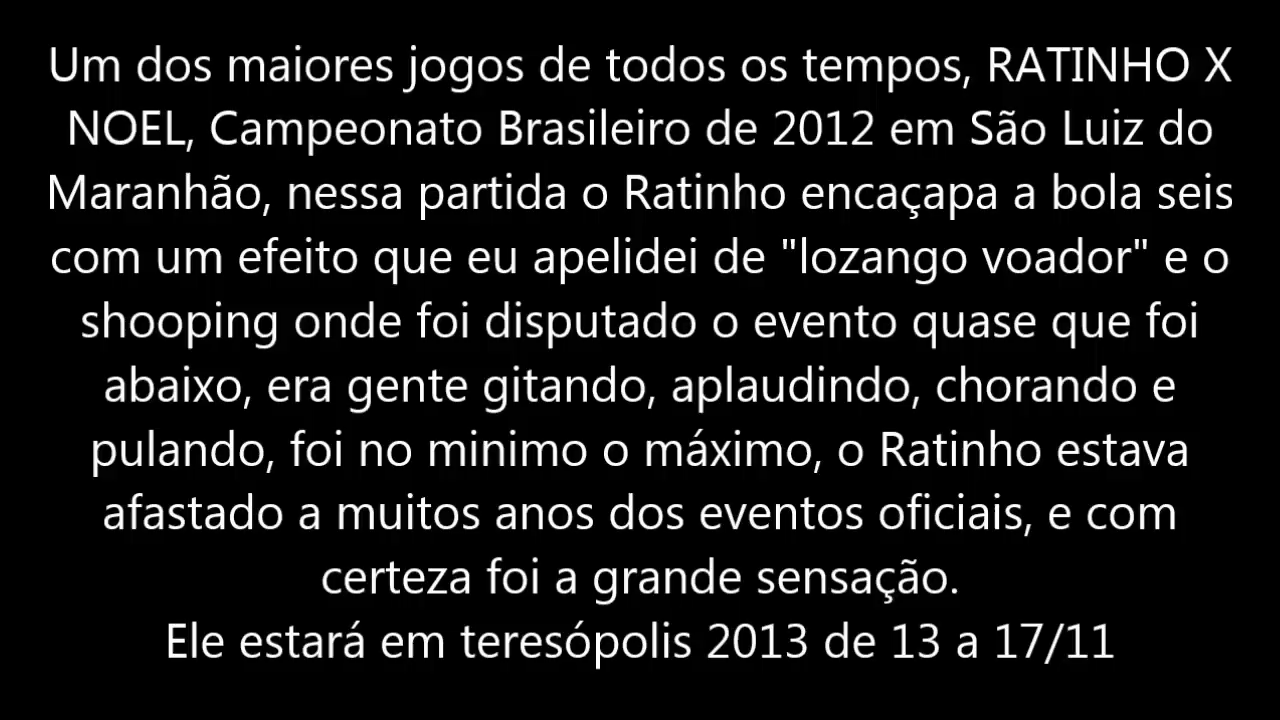 Um dos maiores jogos de todos os tempos, RATINHO X
NOEL, Campeonato Brasileiro de 2012 em São Luiz do
Maranhão, nessa partida o Ratinho encaçapa a bola seis
com um efeito que eu apelidei de "lozango voador" e o
shooping onde foi disputado o evento quase que foi
abaixo, era gente gitando, aplaudindo, chorando e
pulando, foi no minimo o máximo, o Ratinho estava
afastado a muitos anos dos eventos oficiais, e com
certeza foi a grande sensação.
Ele estará em teresópolis 2013 de 13 a 17/11